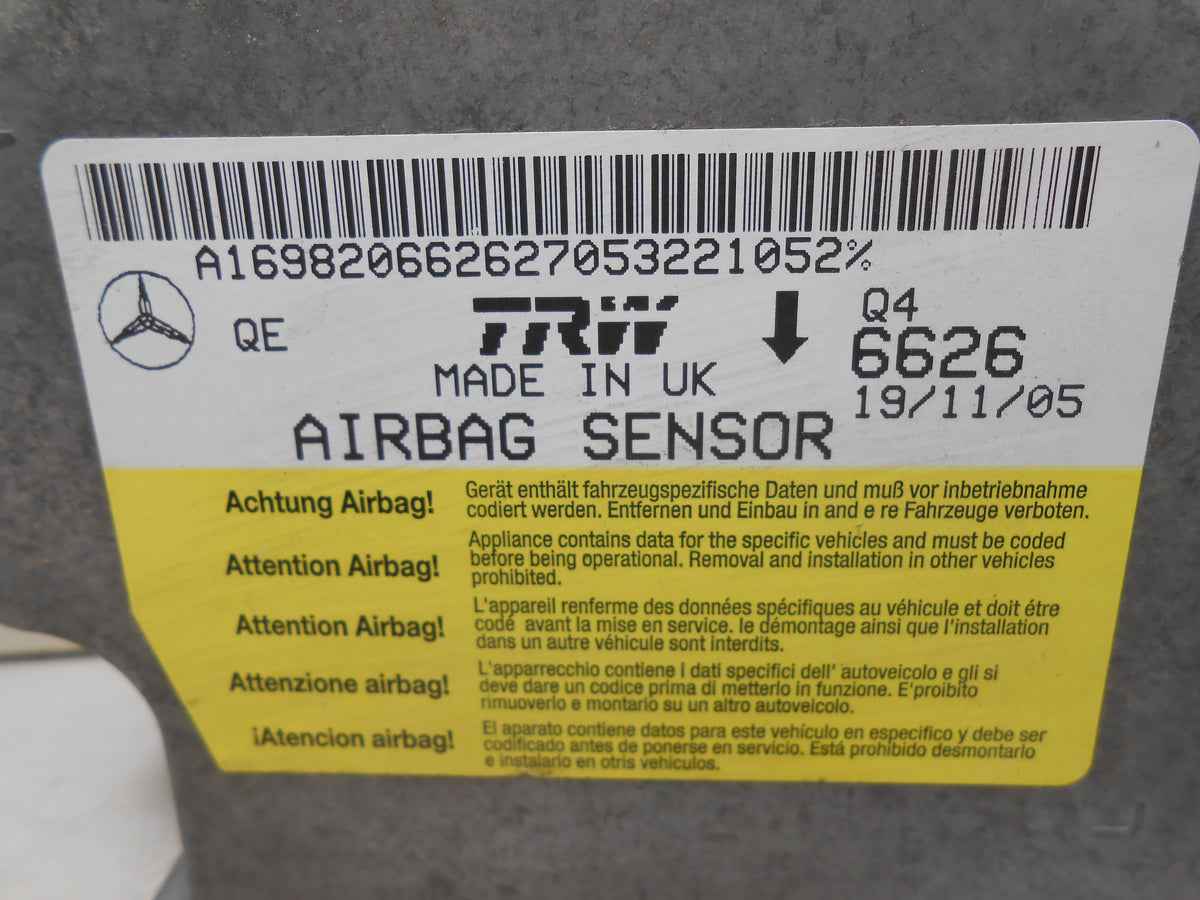 A169820662627053221052%
QE
TRW
Q4
6626
MADE IN UK
19/11/05
AIRBAG SENSOR
Achtung Airbag!
Gerät enthält fahrzeugspezifische Daten und muß vor inbetriebnahme
codiert werden. Entfernen und Einbau in and e re Fahrzeuge verboten.
Attention Airbag!
Appliance contains data for the specific vehicles and must be coded
before being operational. Removal and installation in other vehicles
prohibited.
Attention Airbag!
L'appareil renferme des données spécifiques au véhicule et doit étre
codé avant la mise en service. le démontage ainsi que l'installation
dans un autre véhicule sont interdits.
Attenzione airbag!
L'apparrecchio contiene i dati specifici dell' autoveicolo e gli si
deve dare un codice prima di metterlo in funzione. E'proibito
rimuoverlo e montario su un altro autoveicolo.
¡Atencion airbag!
El aparato contiene datos para este vehículo en especifico y debe ser
codificado antes de ponerse en servicio. Está prohibido desmontarlo
e instalario en otris vehiculos.